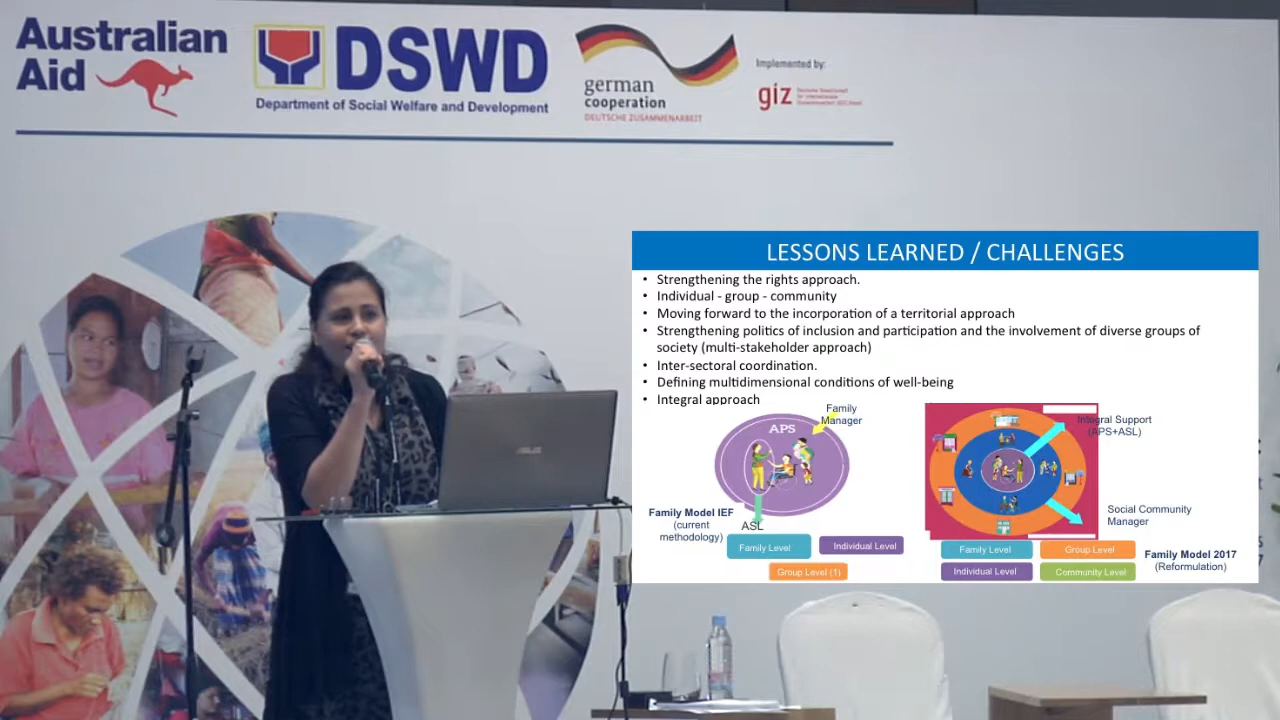 Australian
Aid
DSWD
Department of Social Welfare and Development
german
cooperation
DEUTSCHE ZUSAMMENARBEIT
Implemented by:
giz
LESSONS LEARNED / CHALLENGES
• Strengthening the rights approach.
• Individual - group - community
• Moving forward to the incorporation of a territorial approach
• Strengthening politics of inclusion and participation and the involvement of diverse groups of
society (multi-stakeholder approach)
• Inter-sectoral coordination.
• Defining multidimensional conditions of well-being
• Integral approach
Family
Manager
APS
Integral Support
(APS+ASL)
Family Model IEF
(current
methodology)
ASL
Social Community
Manager
Family Level
Individual Level
Group Level (1)
Family Level
Group Level
Individual Level
Community Level
Family Model 2017
(Reformulation)
ASUS